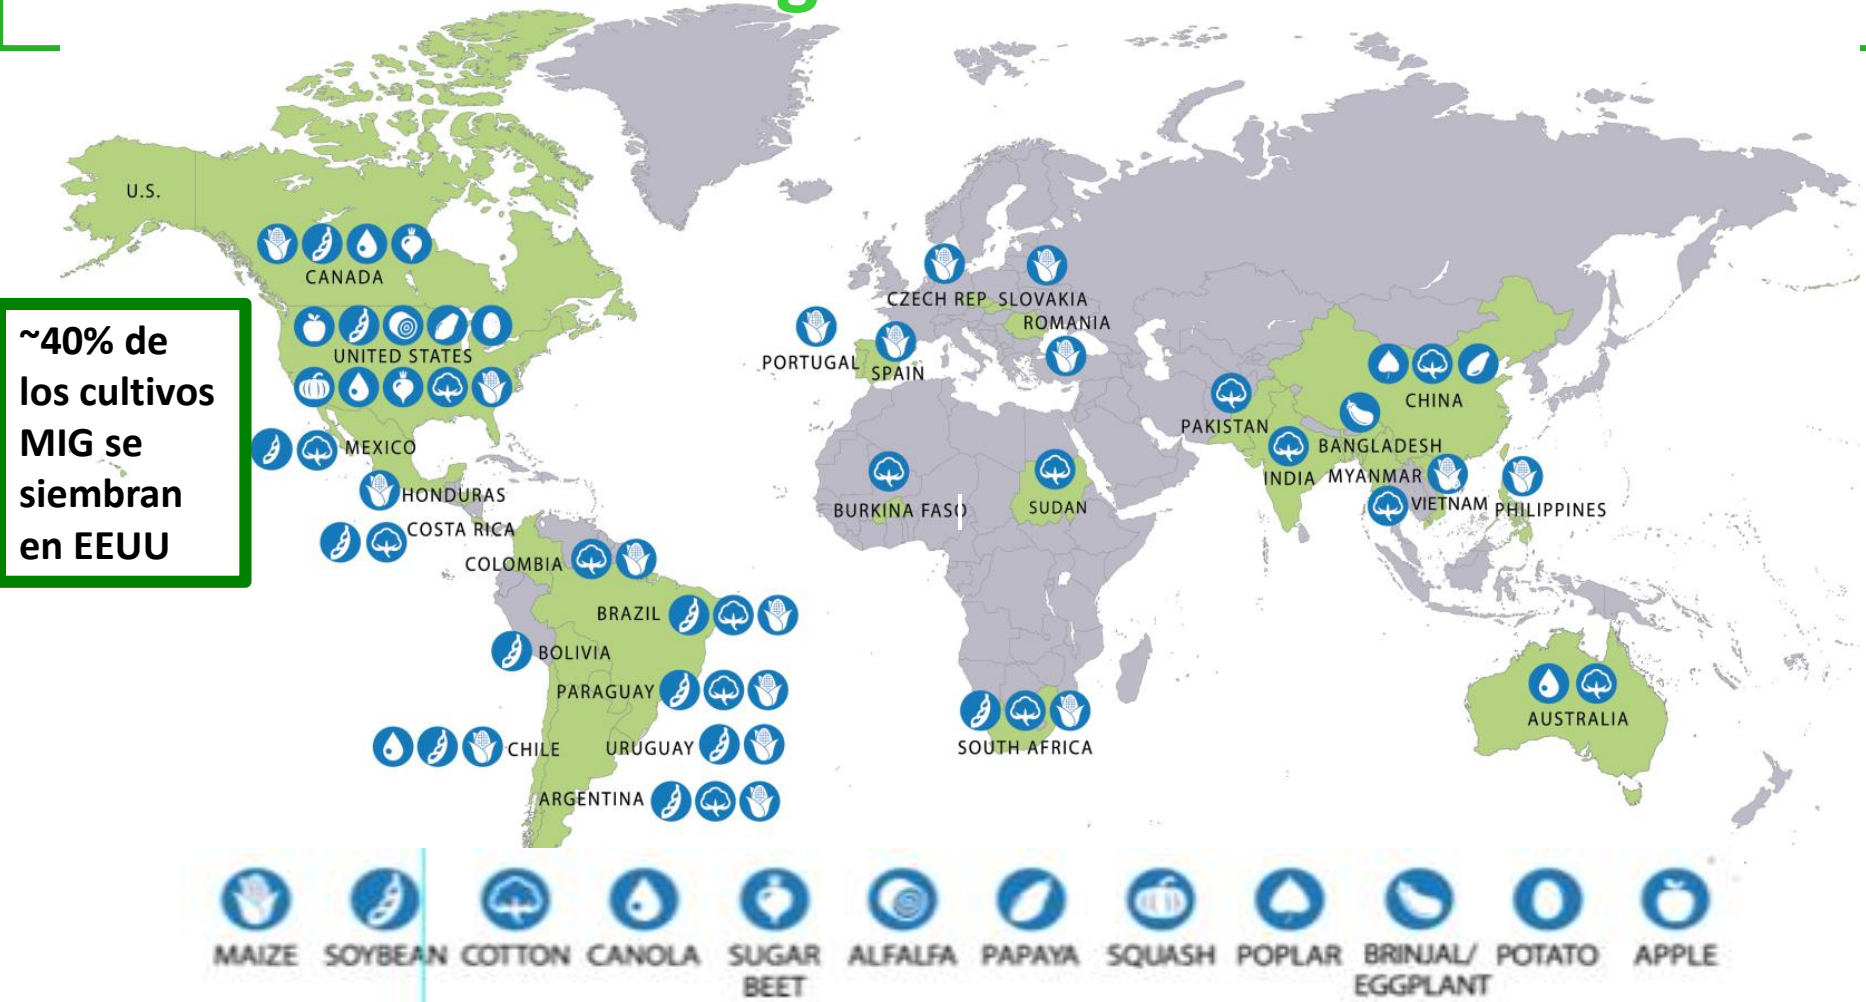 g
U.S.
CANADA
UNITED STATES
~40% de
los cultivos
MIG se
siembran
en EEUU
MEXICO
HONDURAS
COSTA RICA
COLOMBIA
BRAZIL
BOLIVIA
PARAGUAY
CHILE
URUGUAY
ARGENTINA
CZECH REP
SLOVAKIA
ROMANIA
PORTUGAL
SPAIN
BURKINA FASO
SUDAN
SOUTH AFRICA
PAKISTAN
CHINA
BANGLADESH
INDIA
MYANMAR
VIETNAM
PHILIPPINES
AUSTRALIA
MAIZE
SOYBEAN
COTTON
CANOLA
SUGAR
BEET
ALFALFA
PAPAYA
SQUASH
POPLAR
BRINJAL/
EGGPLANT
POTATO
APPLE